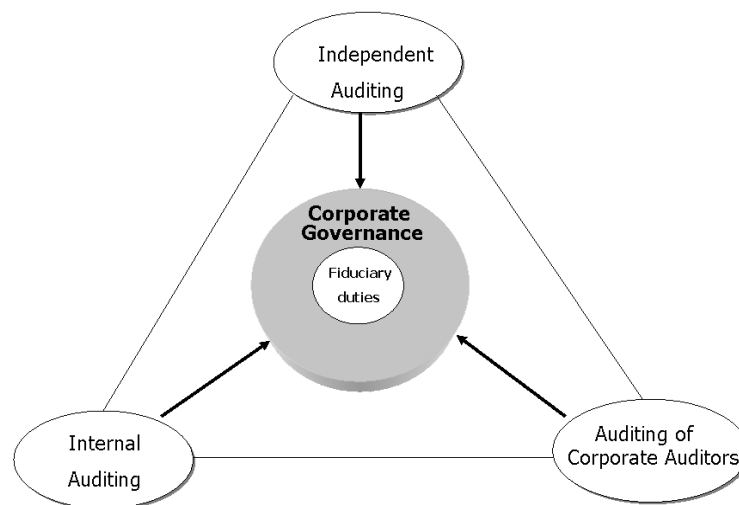 Independent
Auditing
Corporate
Governance
Fiduciary
duties
Internal
Auditing
Auditing of
Corporate Auditors